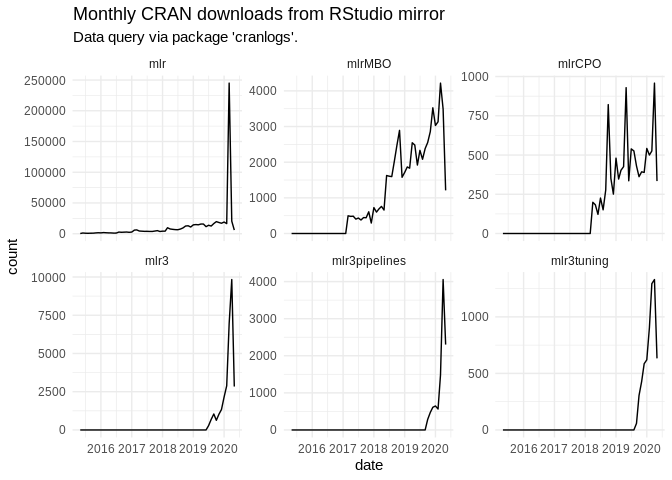 Monthly CRAN downloads from RStudio mirror
Data query via package 'cranlogs'.
mlr
mlrMBO
mlrCPO
250000
200000
150000
100000
50000
0
4000
3000
2000
1000
0
1000
750
500
250
0
count
mlr3
mlr3pipelines
mlr3tuning
10000
7500
5000
2500
0
4000
3000
2000
1000
0
1000
500
0
2016 2017 2018 2019 2020
2016 2017 2018 2019 2020
2016 2017 2018 2019 2020
date